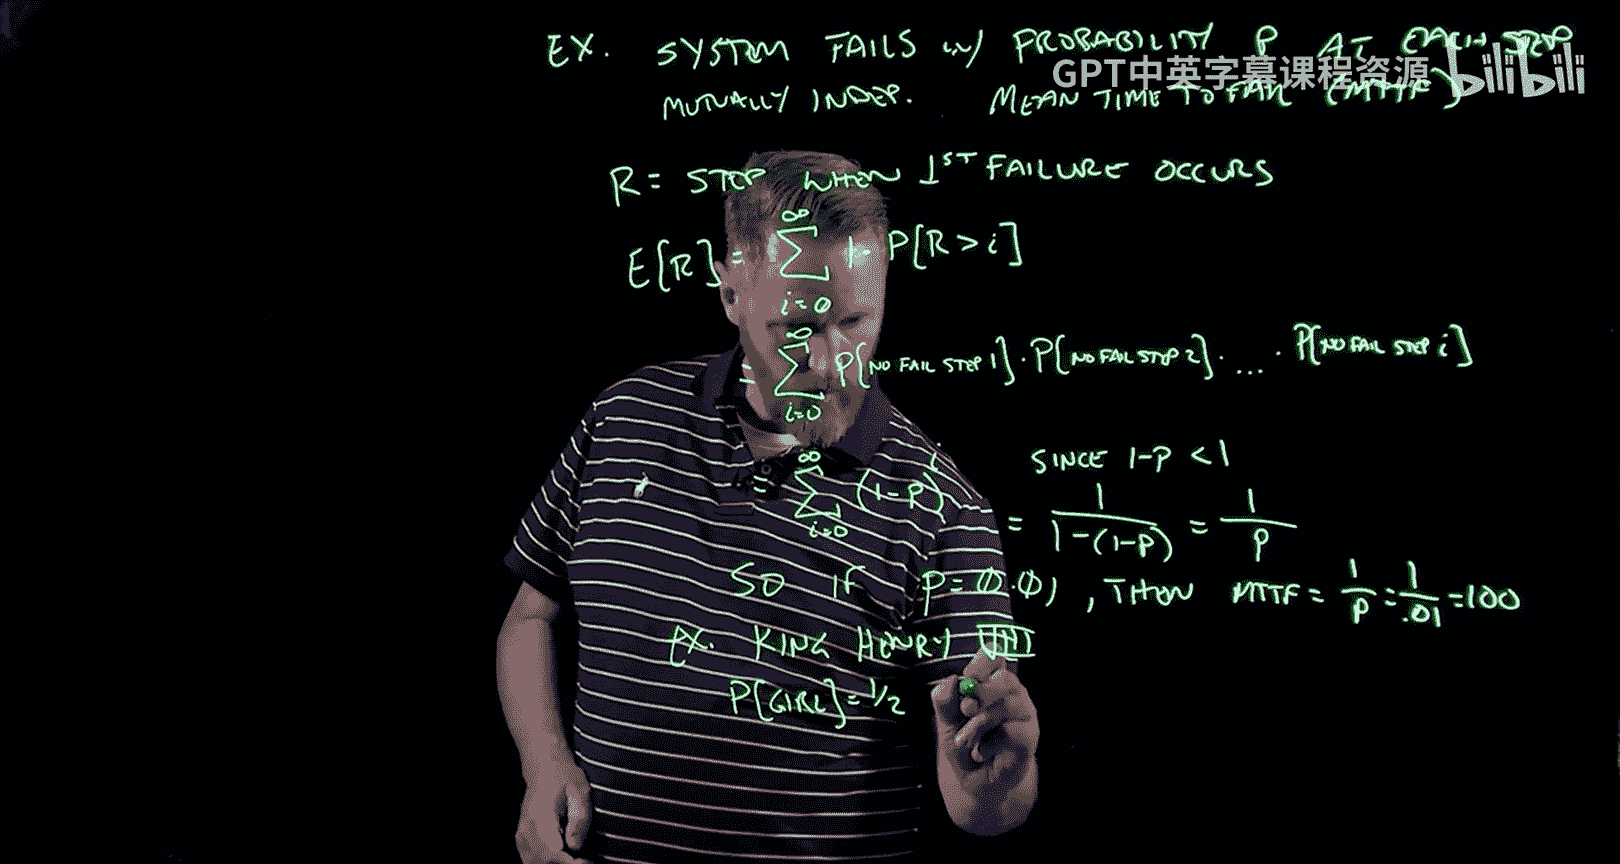 EX. SYSTEM FAILS w/ PROBABILITY P AT EACH STEP
GPT中英字幕课程资源 bilibili
MUTUALLY INDEP. MEAN TIME TO FAIL (MTTF)
R = STEP WHEN 1ST FAILURE OCCURS
E[R] = ∑_{i=0}^{∞} 1· P[R > i]
= ∑_{i=0}^{∞} P[NO FAIL STEP 1] · P[NO FAIL STEP 2] · ... · P[NO FAIL STEP i]
SINCE 1-P < 1
= ∑_{i=0}^{∞} (1-P)^i = 1/(1-(1-P)) = 1/P
SO IF P = 0.01, THEN MTTF = 1/P = 1/.01 = 100
EX. KING HENRY VIII
P[GIRL] = 1/2